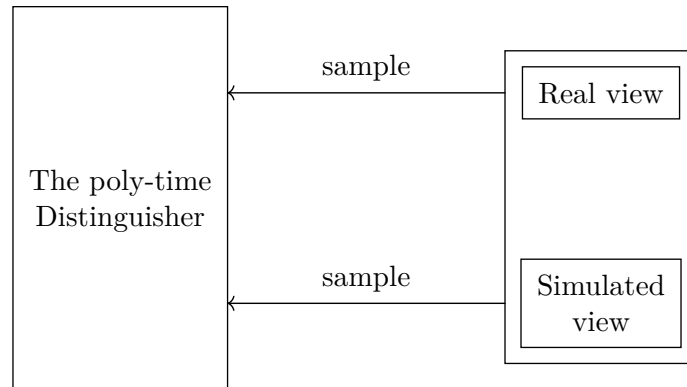 sample
Real view
The poly-time
Distinguisher
sample
Simulated
view